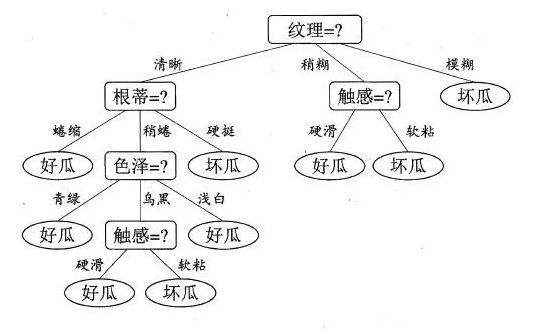 纹理=?
清晰 稍糊 模糊
根蒂=? 触感=? 坏瓜
蜷缩 稍蜷 硬挺 硬滑 软粘
好瓜 色泽=? 坏瓜 好瓜 坏瓜
青绿 乌黑 浅白
好瓜 触感=? 好瓜
硬滑 软粘
好瓜 坏瓜